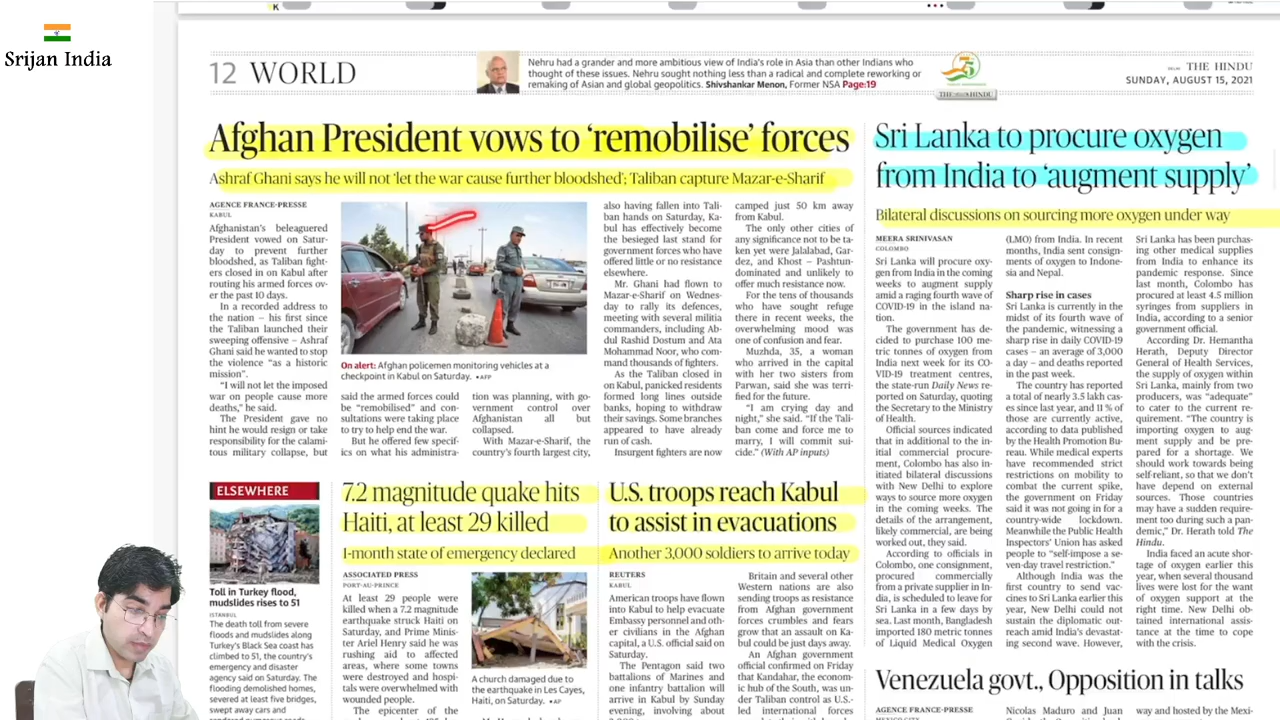 K
Srijan India
12 WORLD
Nehru had a grander and more ambitious view of India's role in Asia than other Indians who
thought of these issues. Nehru sought nothing less than a radical and complete reworking or
remaking of Asian and global geopolitics. Shivshankar Menon, Former NSA Page:19
75
THE HINDU
THE HINDU
SUNDAY, AUGUST 15, 2021
Afghan President vows to 'remobilise' forces
Ashraf Ghani says he will not 'let the war cause further bloodshed'; Taliban capture Mazar-e-Sharif
AGENCE FRANCE-PRESSE
KABUL
Afghanistan's beleaguered
President vowed on Satur-
day to prevent further
bloodshed, as Taliban fight-
ers closed in on Kabul after
routing his armed forces ov-
er the past 10 days.
In a recorded address to
the nation – his first since
the Taliban launched their
sweeping offensive – Ashraf
Ghani said he wanted to stop
the violence "as a historic
mission".
"I will not let the imposed
war on people cause more
deaths," he said.
The President gave no
hint he would resign or take
responsibility for the calami-
tous military collapse, but
On alert: Afghan policemen monitoring vehicles at a
checkpoint in Kabul on Saturday. • AFP
said the armed forces could
be "remobilised" and con-
sultations were taking place
to try to help end the war.
But he offered few specif-
ics on what his administra-
tion was planning, with go-
vernment control over
Afghanistan all but
collapsed.
With Mazar-e-Sharif, the
country's fourth largest city,
also having fallen into Tali-
ban hands on Saturday, Ka-
bul has effectively become
the besieged last stand for
government forces who have
offered little or no resistance
elsewhere.
Mr. Ghani had flown to
Mazar-e-Sharif on Wednes-
day to rally its defences,
meeting with several militia
commanders, including Ab-
dul Rashid Dostum and Ata
Mohammad Noor, who com-
mand thousands of fighters.
As the Taliban closed in
on Kabul, panicked residents
formed long lines outside
banks, hoping to withdraw
their savings. Some branches
appeared to have already
run of cash.
Insurgent fighters are now
camped just 50 km away
from Kabul.
The only other cities of
any significance not to be ta-
ken yet were Jalalabad, Gar-
dez, and Khost – Pashtun-
dominated and unlikely to
offer much resistance now.
For the tens of thousands
who have sought refuge
there in recent weeks, the
overwhelming mood was
one of confusion and fear.
Muzhda, 35, a woman
who arrived in the capital
with her two sisters from
Parwan, said she was terri-
fied for the future.
"I am crying day and
night," she said. "If the Tali-
ban come and force me to
marry, I will commit sui-
cide." (With AP inputs)
Sri Lanka to procure oxygen
from India to 'augment supply'
Bilateral discussions on sourcing more oxygen under way
MEERA SRINIVASAN
COLOMBO
Sri Lanka will procure oxy-
gen from India in the coming
weeks to augment supply
amid a raging fourth wave of
COVID-19 in the island na-
tion.
The government has de-
cided to purchase 100 me-
tric tonnes of oxygen from
India next week for its CO-
VID-19 treatment centres,
the state-run Daily News re-
ported on Saturday, quoting
the Secretary to the Ministry
of Health.
Official sources indicated
that in additional to the in-
itial commercial procure-
ment, Colombo has also in-
itiated bilateral discussions
with New Delhi to explore
ways to source more oxygen
in the coming weeks. The
details of the arrangement,
likely commercial, are being
worked out, they said.
According to officials in
Colombo, one consignment,
procured commercially
from a private supplier in In-
dia, is scheduled to leave for
Sri Lanka in a few days by
sea. Last month, Bangladesh
imported 180 metric tonnes
of Liquid Medical Oxygen
(LMO) from India. In recent
months, India sent consign-
ments of oxygen to Indone-
sia and Nepal.
Sharp rise in cases
Sri Lanka is currently in the
midst of its fourth wave of
the pandemic, witnessing a
sharp rise in daily COVID-19
cases – an average of 3,000
a day – and deaths reported
in the past week.
The country has reported
a total of nearly 3.5 lakh cas-
es since last year, and 11 % of
those are currently active,
according to data published
by the Health Promotion Bu-
reau. While medical experts
have recommended strict
restrictions on mobility to
combat the current spike,
the government on Friday
said it was not going in for a
country-wide lockdown.
Meanwhile the Public Health
Inspectors' Union has asked
people to "self-impose a se-
ven-day travel restriction."
Although India was the
first country to send vac-
cines to Sri Lanka earlier this
year, New Delhi could not
sustain the diplomatic out-
reach amid India's devastat-
ing second wave. However,
Sri Lanka has been purchas-
ing other medical supplies
from India to enhance its
pandemic response. Since
last month, Colombo has
procured at least 4.5 million
syringes from suppliers in
India, according to a senior
government official.
According Dr. Hemantha
Herath, Deputy Director
General of Health Services,
the supply of oxygen within
Sri Lanka, mainly from two
producers, was "adequate"
to cater to the current re-
quirement. "The country is
importing oxygen to aug-
ment supply and be pre-
pared for a shortage. We
should work towards being
self-reliant, so that we don't
have depend on external
sources. Those countries
may have a sudden require-
ment too during such a pan-
demic," Dr. Herath told The
Hindu.
India faced an acute shor-
tage of oxygen earlier this
year, when several thousand
lives were lost for the want
of oxygen support at the
right time. New Delhi ob-
tained international assis-
tance at the time to cope
with the crisis.
ELSEWHERE
Toll in Turkey flood,
mudslides rises to 51
ISTANBUL
The death toll from severe
floods and mudslides along
Turkey's Black Sea coast has
climbed to 51, the country's
emergency and disaster
agency said on Saturday. The
flooding demolished homes,
severed at least five bridges,
swept away cars and
7.2 magnitude quake hits
Haiti, at least 29 killed
1-month state of emergency declared
ASSOCIATED PRESS
PORT-AU-PRINCE
At least 29 people were
killed when a 7.2 magnitude
earthquake struck Haiti on
Saturday, and Prime Minis-
ter Ariel Henry said he was
rushing aid to affected
areas, where some towns
were destroyed and hospi-
tals were overwhelmed with
wounded people.
The epicenter of the
A church damaged due to
the earthquake in Les Cayes,
Haiti, on Saturday. • AP
U.S. troops reach Kabul
to assist in evacuations
Another 3,000 soldiers to arrive today
REUTERS
KABUL
American troops have flown
into Kabul to help evacuate
Embassy personnel and oth-
er civilians in the Afghan
capital, a U.S. official said on
Saturday.
The Pentagon said two
battalions of Marines and
one infantry battalion will
arrive in Kabul by Sunday
evening, involving about
Britain and several other
Western nations are also
sending troops as resistance
from Afghan government
forces crumbles and fears
grow that an assault on Ka-
bul could be just days away.
An Afghan government
official confirmed on Friday
that Kandahar, the econom-
ic hub of the South, was un-
der Taliban control as U.S.-
led international forces
Venezuela govt., Opposition in talks
AGENCE FRANCE-PRESSE
Nicolas Maduro and Juan
way and hosted by the Mexi-